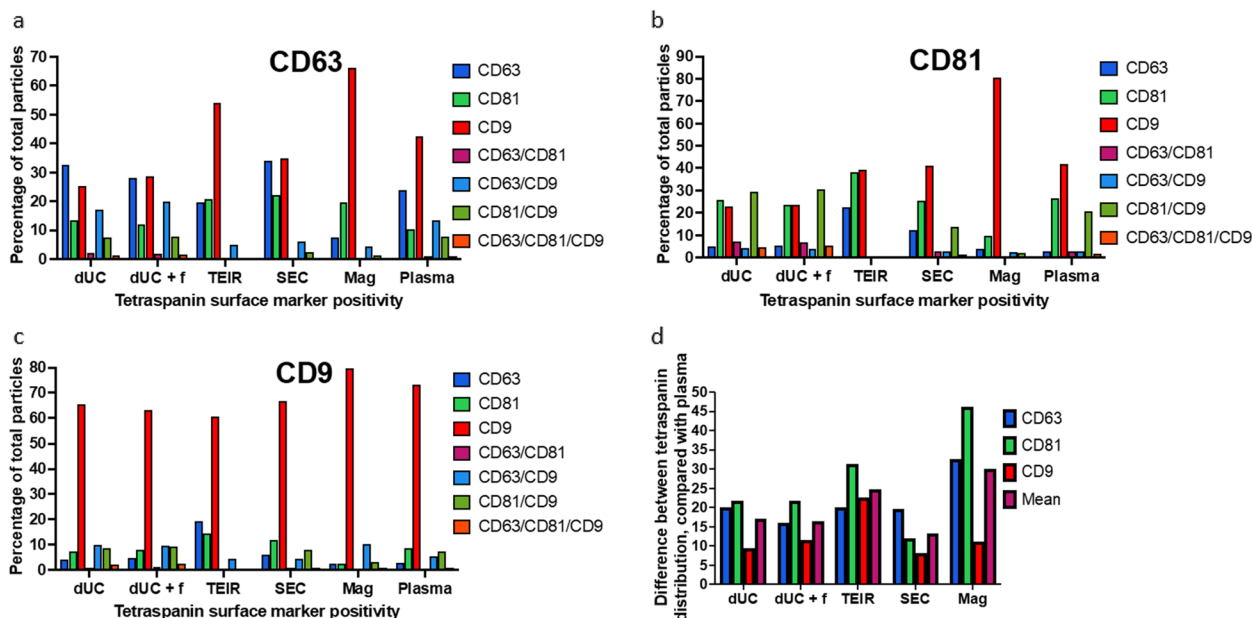 a
CD63
Percentage of total particles
70
60
50
40
30
20
10
0
dUC
dUC + f
TEIR
SEC
Mag
Plasma
Tetraspanin surface marker positivity
CD63
CD81
CD9
CD63/CD81
CD63/CD9
CD81/CD9
CD63/CD81/CD9
b
CD81
Percentage of total particles
90
80
70
60
50
40
30
20
10
0
dUC
dUC + f
TEIR
SEC
Mag
Plasma
Tetraspanin surface marker positivity
CD63
CD81
CD9
CD63/CD81
CD63/CD9
CD81/CD9
CD63/CD81/CD9
c
CD9
Percentage of total particles
80
70
60
50
40
30
20
10
0
dUC
dUC + f
TEIR
SEC
Mag
Plasma
Tetraspanin surface marker positivity
CD63
CD81
CD9
CD63/CD81
CD63/CD9
CD81/CD9
CD63/CD81/CD9
d
Difference between tetraspanin
distribution, compared with plasma
50
45
40
35
30
25
20
15
10
5
0
dUC
dUC + f
TEIR
SEC
Mag
CD63
CD81
CD9
Mean